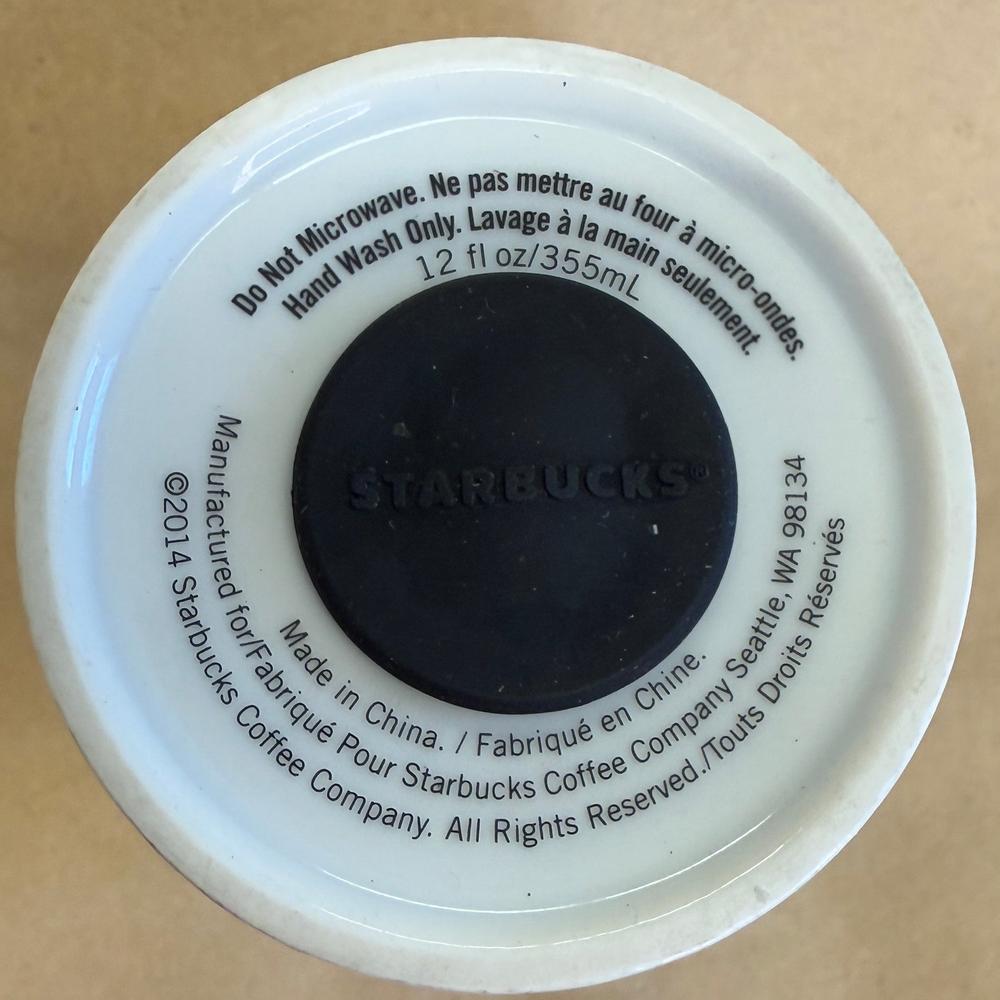 Do Not Microwave. Ne pas mettre au four à micro-ondes.
Hand Wash Only. Lavage à la main seulement.
12 fl oz/355mL
STARBUCKS®
Made in China. / Fabriqué en Chine.
Manufactured for/Fabriqué Pour Starbucks Coffee Company Seattle, WA 98134
©2014 Starbucks Coffee Company. All Rights Reserved./Touts Droits Réservés